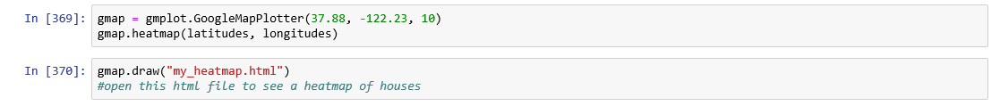 In [369]: gmap = gmplot.GoogleMapPlotter(37.88, -122.23, 10)
gmap.heatmap(latitudes, longitudes)
In [370]: gmap.draw("my_heatmap.html")
#open this html file to see a heatmap of houses